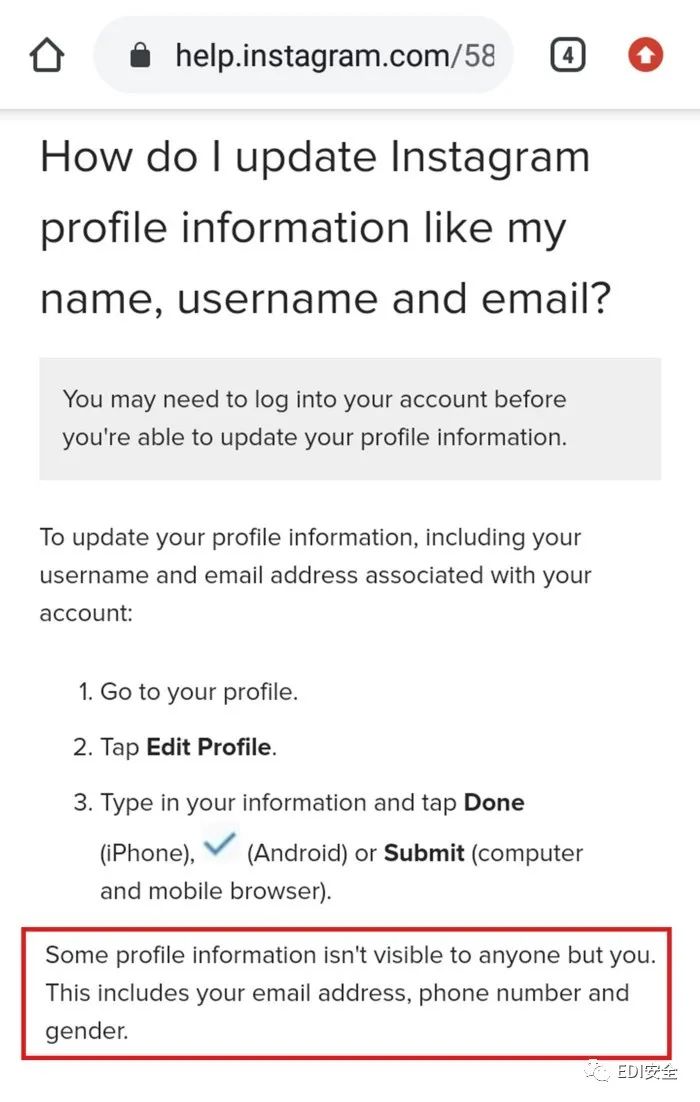 help.instagram.com/58
4
How do I update Instagram
profile information like my
name, username and email?
You may need to log into your account before
you're able to update your profile information.
To update your profile information, including your
username and email address associated with your
account:
1. Go to your profile.
2. Tap Edit Profile.
3. Type in your information and tap Done
(iPhone), (Android) or Submit (computer
and mobile browser).
Some profile information isn't visible to anyone but you.
This includes your email address, phone number and
gender.
EDI安全